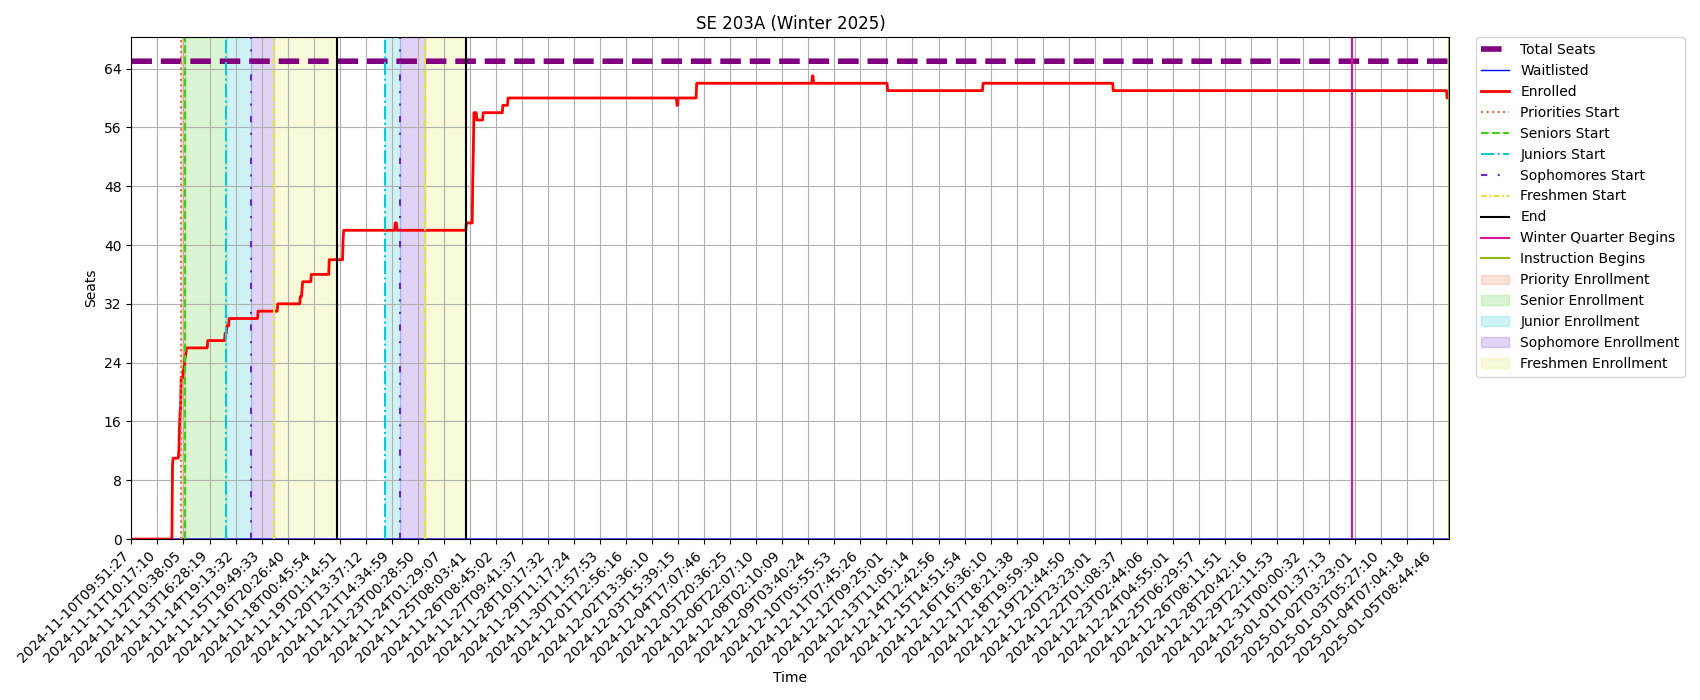 SE 203A (Winter 2025)
Seats
64
56
48
40
32
24
16
8
0
2024-11-10T09:51:27
2024-11-11T10:17:10
2024-11-12T10:38:05
2024-11-13T16:28:19
2024-11-14T19:13:32
2024-11-15T19:49:33
2024-11-16T20:26:40
2024-11-18T00:45:54
2024-11-19T01:14:51
2024-11-20T13:37:12
2024-11-21T14:34:59
2024-11-23T00:28:50
2024-11-24T01:29:07
2024-11-25T08:03:41
2024-11-26T08:45:02
2024-11-27T09:41:37
2024-11-28T10:17:32
2024-11-29T11:17:24
2024-11-30T11:57:53
2024-12-01T12:56:16
2024-12-02T13:36:10
2024-12-03T15:39:15
2024-12-04T17:07:46
2024-12-05T20:36:25
2024-12-06T22:07:10
2024-12-08T02:10:09
2024-12-09T03:40:24
2024-12-10T05:55:53
2024-12-11T07:45:26
2024-12-12T09:25:01
2024-12-13T11:05:14
2024-12-14T12:42:56
2024-12-15T14:51:54
2024-12-16T16:36:10
2024-12-17T18:21:38
2024-12-18T19:59:30
2024-12-19T21:44:50
2024-12-20T23:23:01
2024-12-22T01:08:37
2024-12-23T02:44:06
2024-12-24T04:55:01
2024-12-25T06:29:57
2024-12-26T08:11:51
2024-12-28T20:42:16
2024-12-29T22:11:53
2024-12-31T00:00:32
2025-01-01T01:37:13
2025-01-02T03:23:01
2025-01-03T05:27:10
2025-01-04T07:04:18
2025-01-05T08:44:46
Time
Total Seats
Waitlisted
Enrolled
Priorities Start
Seniors Start
Juniors Start
Sophomores Start
Freshmen Start
End
Winter Quarter Begins
Instruction Begins
Priority Enrollment
Senior Enrollment
Junior Enrollment
Sophomore Enrollment
Freshmen Enrollment